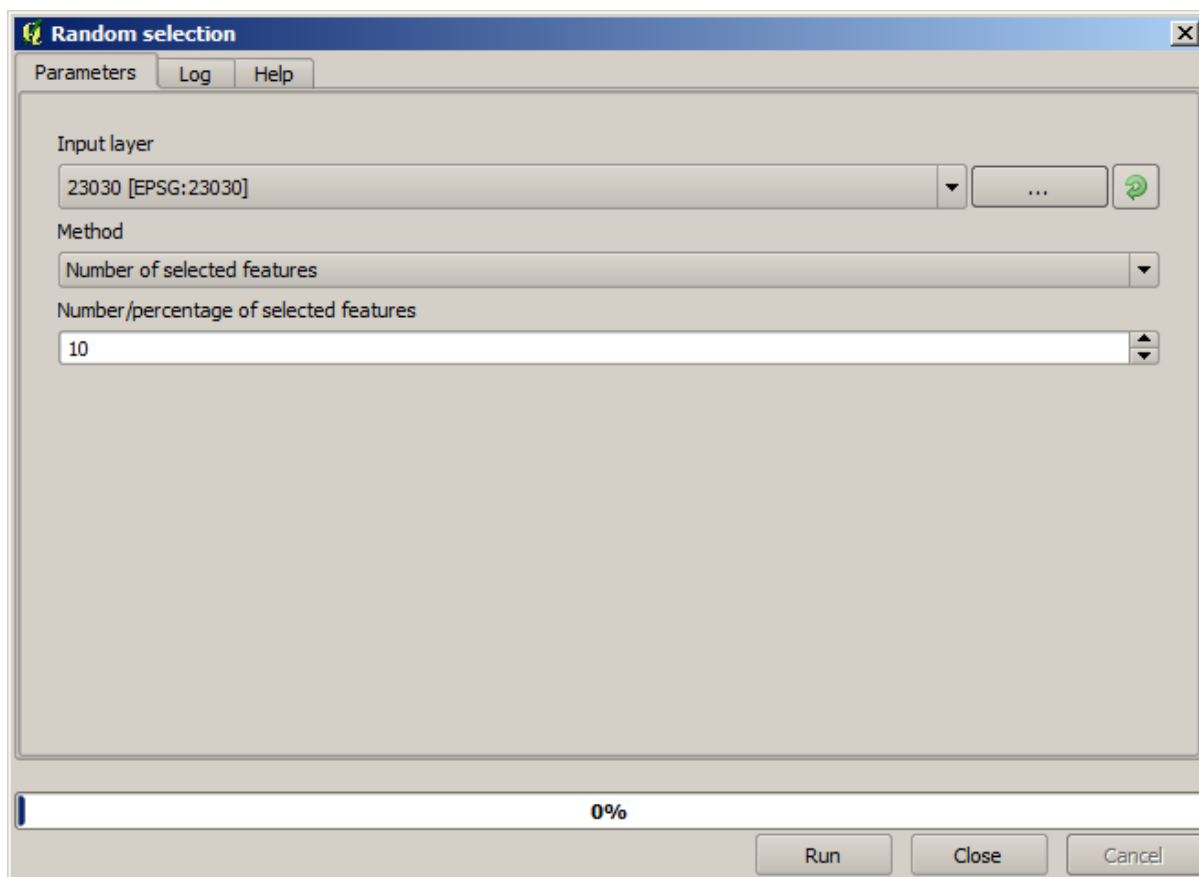 Random selection
Parameters Log Help
Input layer
23030 [EPSG:23030]
...
Method
Number of selected features
Number/percentage of selected features
10
0%
Run Close Cancel